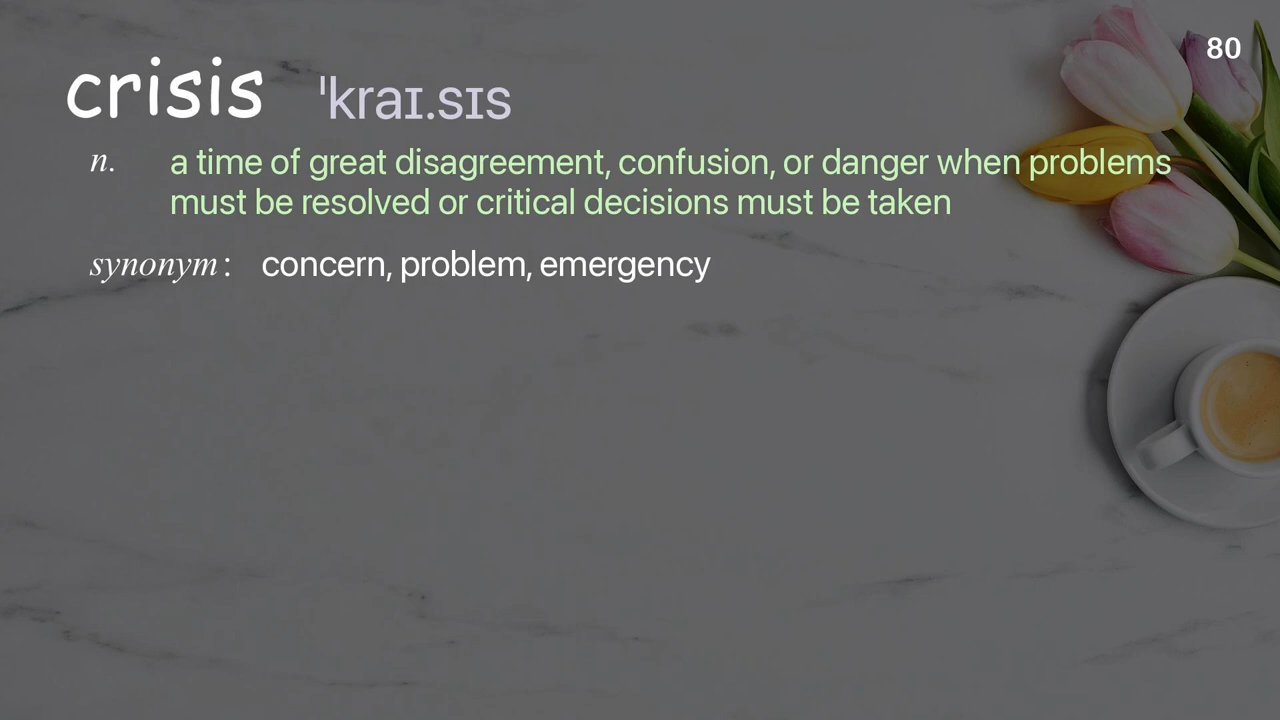 80
crisis ˈkraɪ.sɪs
n. a time of great disagreement, confusion, or danger when problems
must be resolved or critical decisions must be taken
synonym: concern, problem, emergency